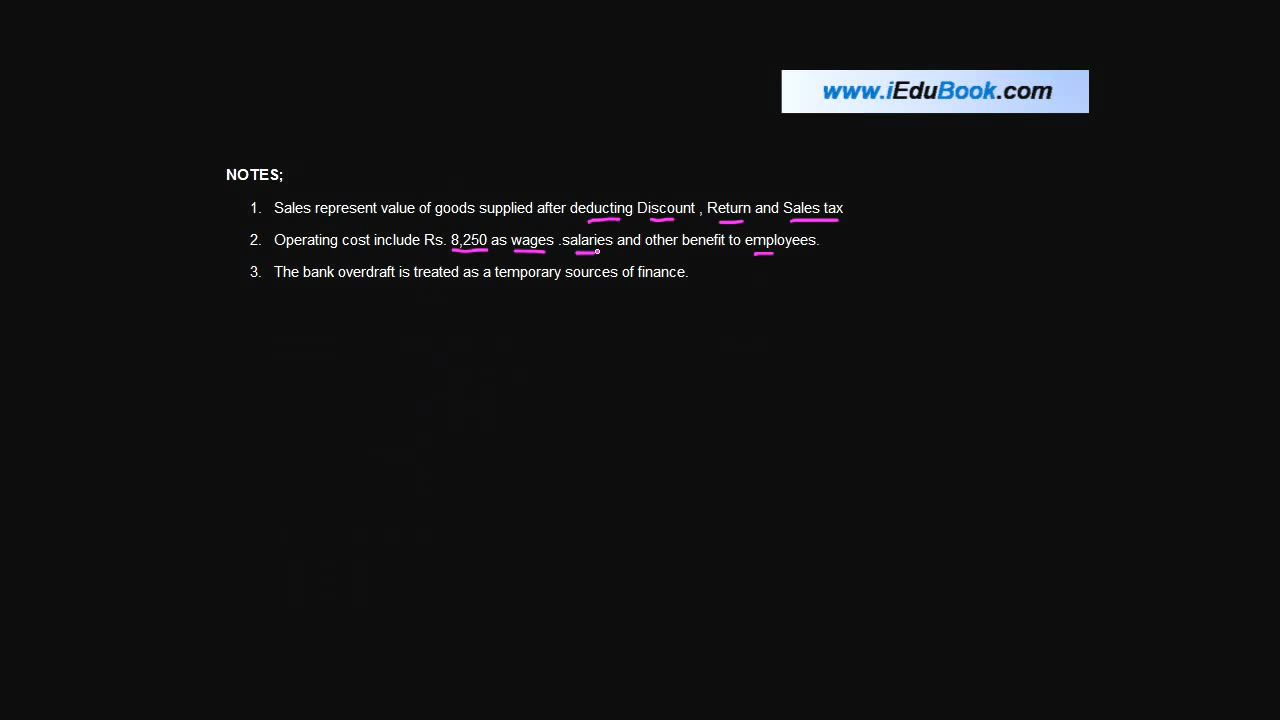 www.iEduBook.com
NOTES;
1. Sales represent value of goods supplied after deducting Discount , Return and Sales tax
2. Operating cost include Rs. 8,250 as wages .salaries and other benefit to employees.
3. The bank overdraft is treated as a temporary sources of finance.